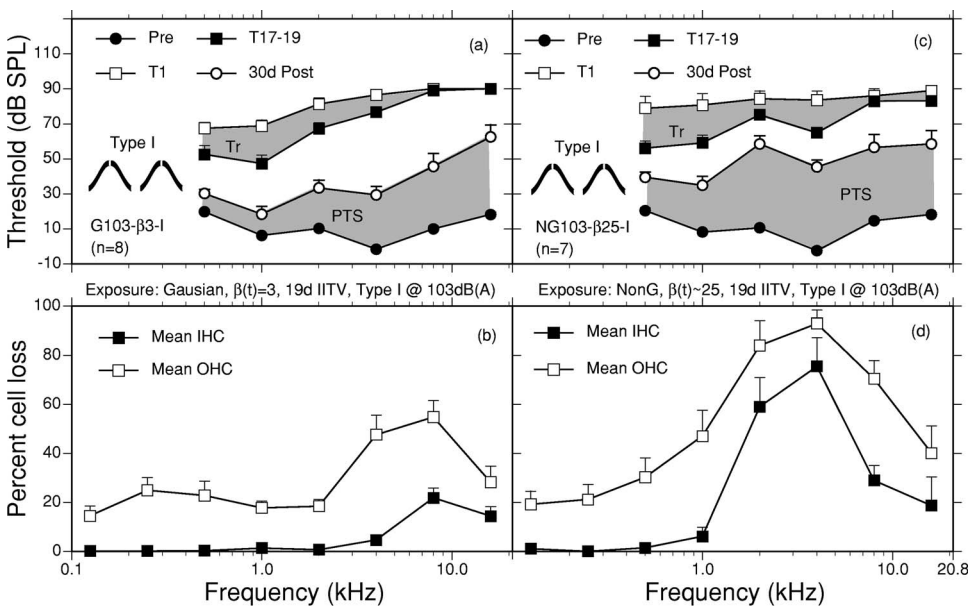 Threshold (dB SPL)
110
90
70
50
30
10
-10
Pre
T17-19
(a)
T1
30d Post
Tr
Type I
PTS
G103-β3-I
(n=8)
Pre
T17-19
(c)
T1
30d Post
Tr
Type I
PTS
NG103-β25-I
(n=7)
Exposure: Gausian, β(t)=3, 19d IITV, Type I @ 103dB(A)
Exposure: NonG, β(t)~25, 19d IITV, Type I @ 103dB(A)
Percent cell loss
100
80
60
40
20
0
Mean IHC
(b)
Mean OHC
Mean IHC
(d)
Mean OHC
0.1
1.0
10.0
1.0
10.0
20.8
Frequency (kHz)
Frequency (kHz)